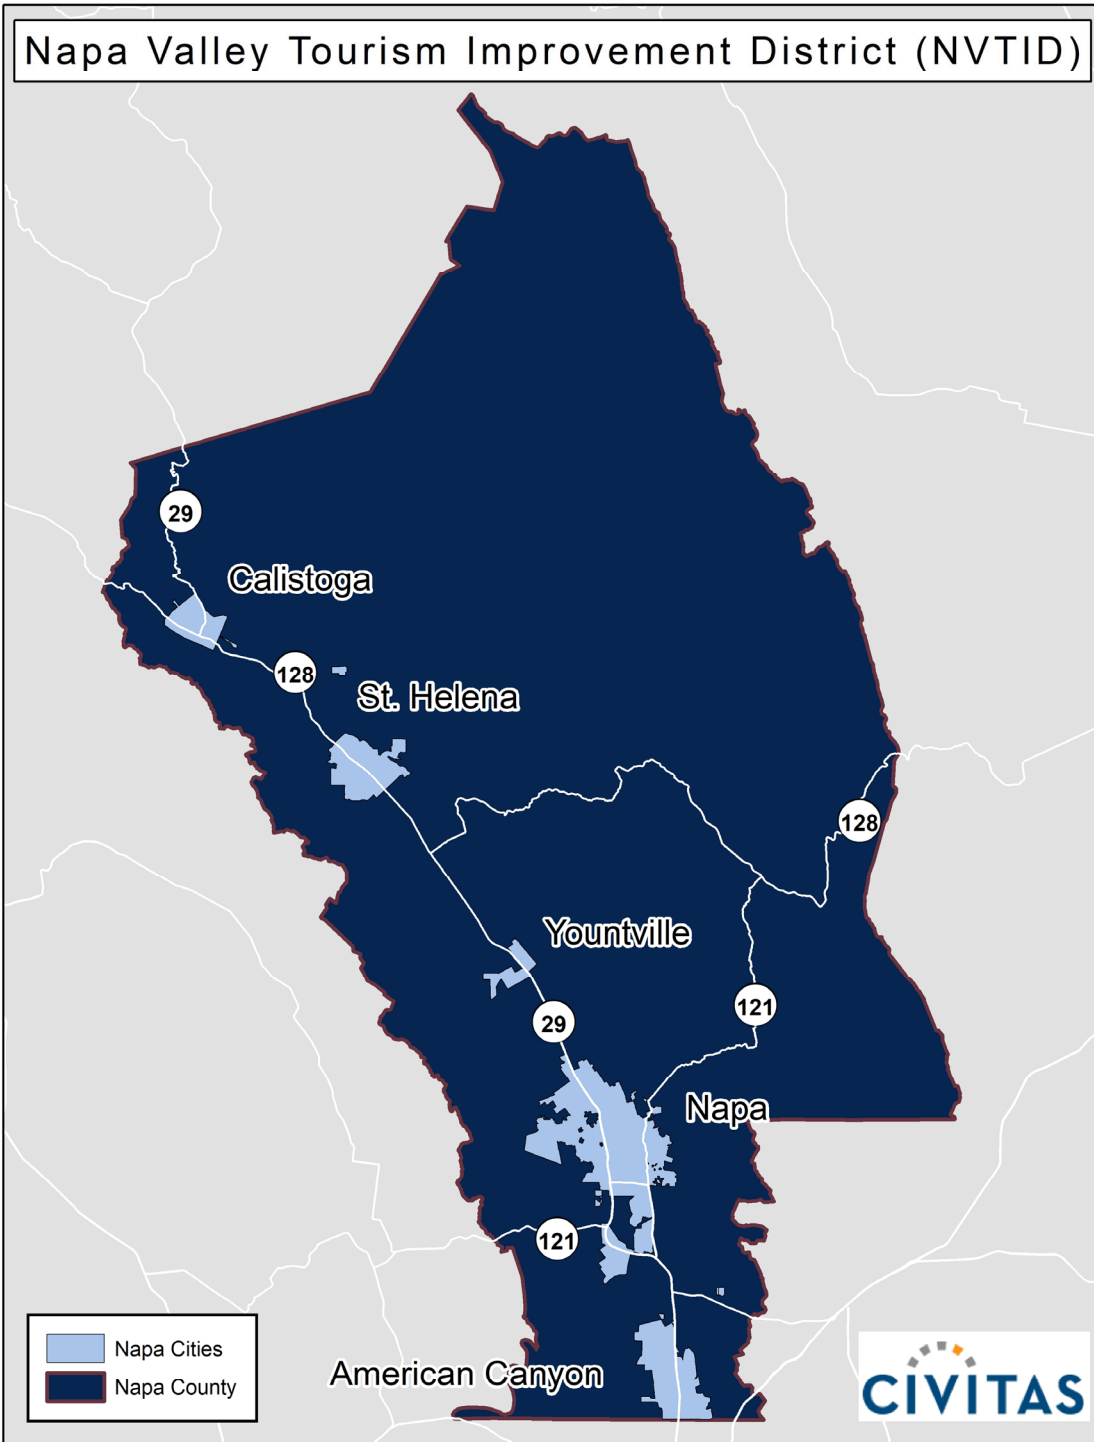 Napa Valley Tourism Improvement District (NVTID)
29
Calistoga
128
St. Helena
128
Yountville
121
29
Napa
121
American Canyon
Napa Cities
Napa County
CIVITAS